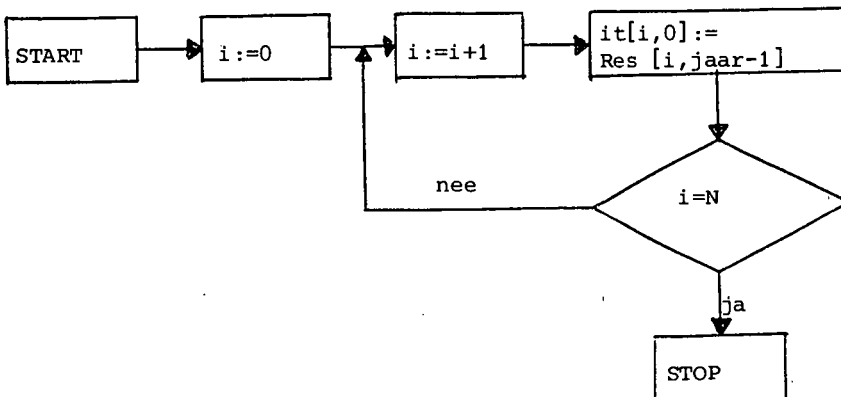 START
i:=0
i:=i+1
it[i,0]:=
Res [i,jaar-1]
nee
i=N
ja
STOP